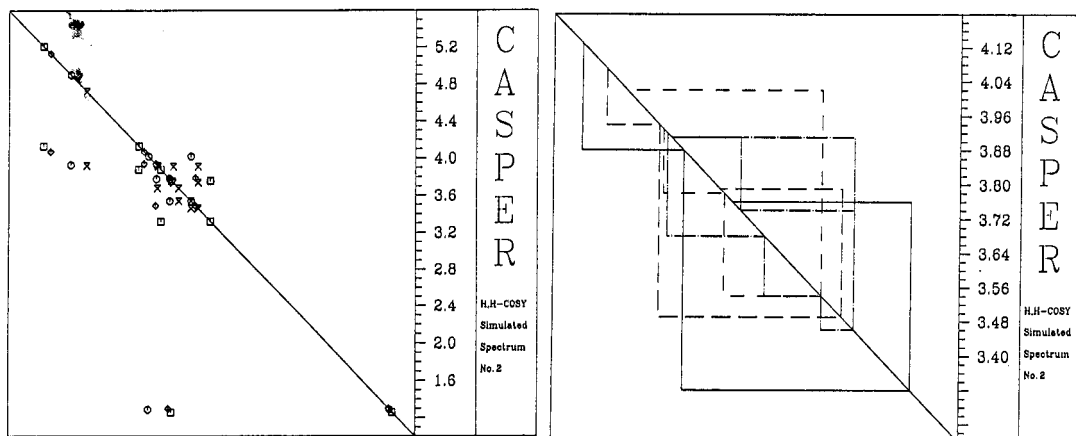 5.2
4.8
4.4
4.0
3.6
3.2
2.8
2.4
2.0
1.6
CASPER
H,H-COSY
Simulated
Spectrum
No.2
4.12
4.04
3.96
3.88
3.80
3.72
3.64
3.56
3.48
3.40
CASPER
H,H-COSY
Simulated
Spectrum
No.2